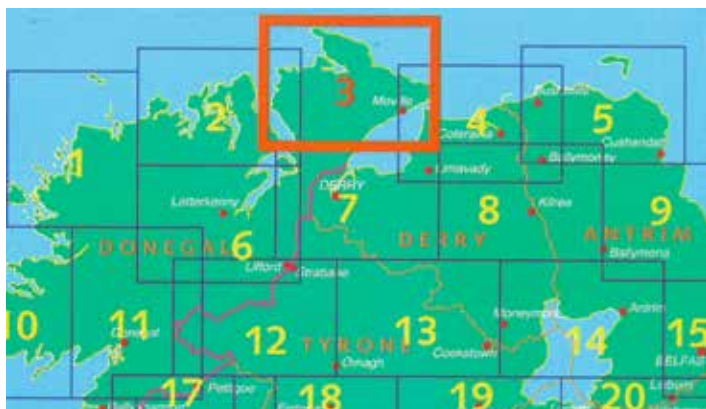 3
2
Moville
4
5
Coleraine
Cushendall
1
Ballymoney
Limavady
Letterkenny
DERRY
7
8
Kilrea
9
6
DONEGAL
DERRY
ANTRIM
Ballymena
Lifford
Strabane
10
11
Donegal
12
TYRONE
13
Moneymore
Antrim
14
15
Cookstown
Omagh
BELFAST
17
Pettigoe
18
19
20
Lisburn